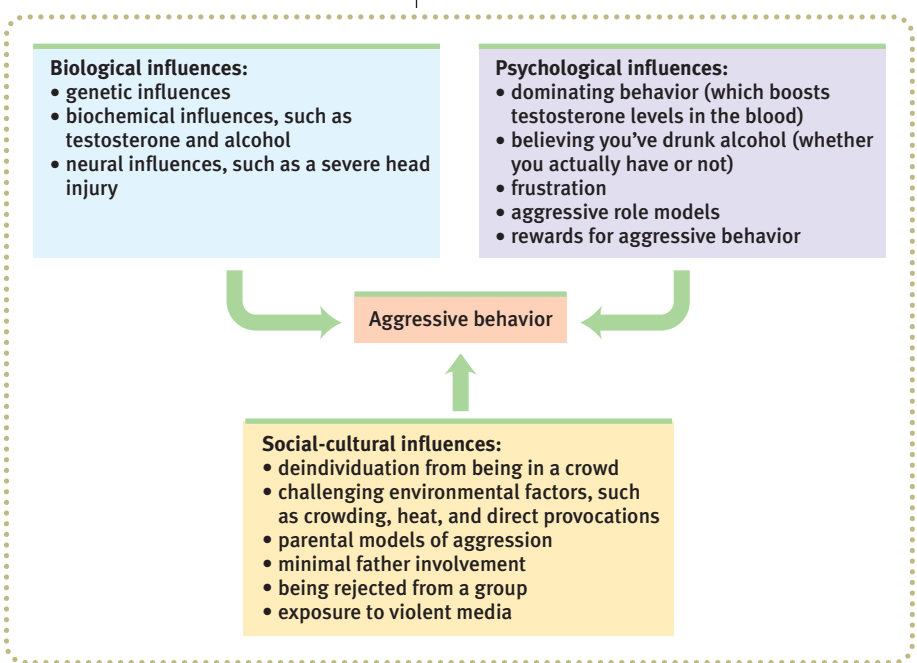 Biological influences:
• genetic influences
• biochemical influences, such as
testosterone and alcohol
• neural influences, such as a severe head
injury
Psychological influences:
• dominating behavior (which boosts
testosterone levels in the blood)
• believing you’ve drunk alcohol (whether
you actually have or not)
• frustration
• aggressive role models
• rewards for aggressive behavior
Aggressive behavior
Social-cultural influences:
• deindividuation from being in a crowd
• challenging environmental factors, such
as crowding, heat, and direct provocations
• parental models of aggression
• minimal father involvement
• being rejected from a group
• exposure to violent media